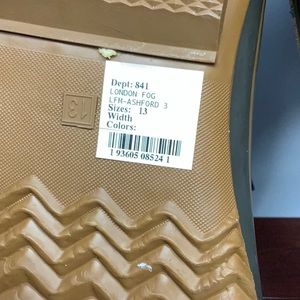 Dept: 841
LONDON FOG
LFM-ASHFORD 3
Sizes: 13
Width
Colors:
1 93605 08524 1
13